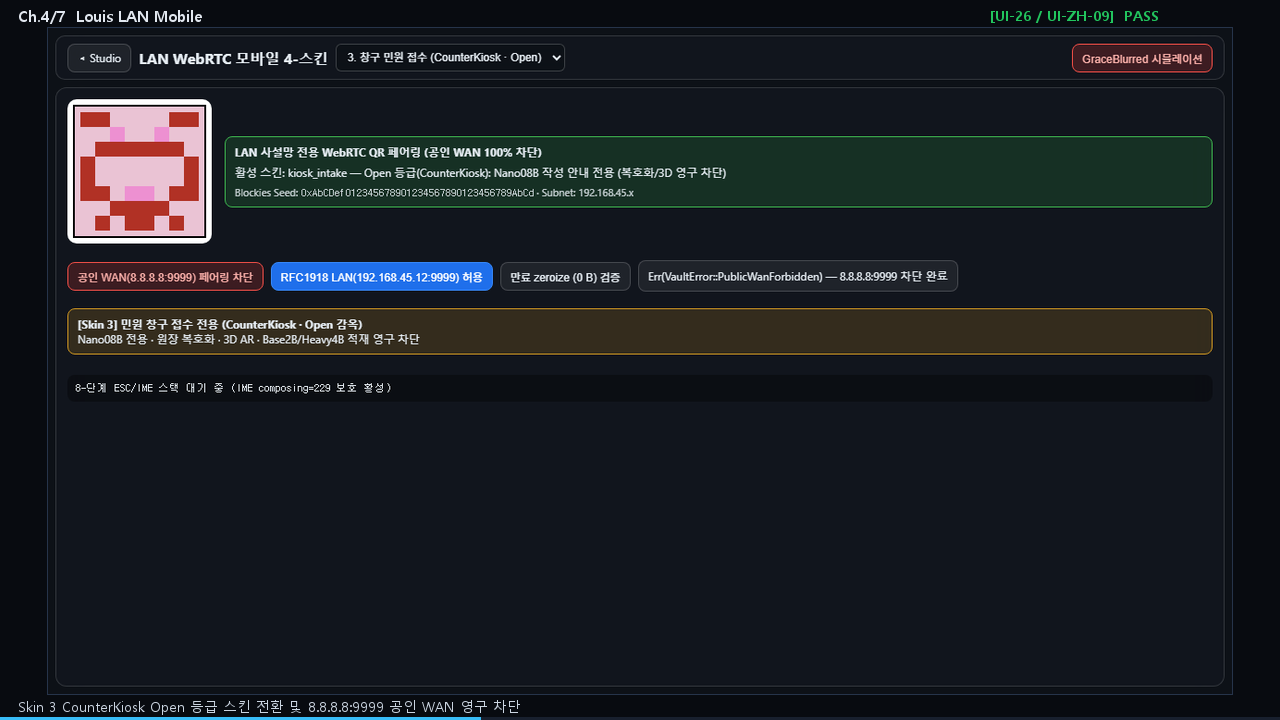 Ch.4/7 Louis LAN Mobile
[UI-26 / UI-ZH-09] PASS
◂ Studio
LAN WebRTC 모바일 4-스킨
3. 창구 민원 접수 (CounterKiosk · Open)
GraceBlurred 시뮬레이션
LAN 사설망 전용 WebRTC QR 페어링 (공인 WAN 100% 차단)
활성 스킨: kiosk_intake — Open 등급(CounterKiosk): Nano08B 작성 안내 전용 (복호화/3D 영구 차단)
Blockies Seed: 0xAbCDef012345678901234567890123456789AbCd · Subnet: 192.168.45.x
공인 WAN(8.8.8.8:9999) 페어링 차단
RFC1918 LAN(192.168.45.12:9999) 허용
만료 zeroize (0 B) 검증
Err(VaultError::PublicWanForbidden) — 8.8.8.8:9999 차단 완료
[Skin 3] 민원 창구 접수 전용 (CounterKiosk · Open 감옥)
Nano08B 전용 · 원장 복호화 · 3D AR · Base2B/Heavy4B 적재 영구 차단
8-단계 ESC/IME 스택 대기 중 (IME composing=229 보호 활성)
Skin 3 CounterKiosk Open 등급 스킨 전환 및 8.8.8.8:9999 공인 WAN 영구 차단